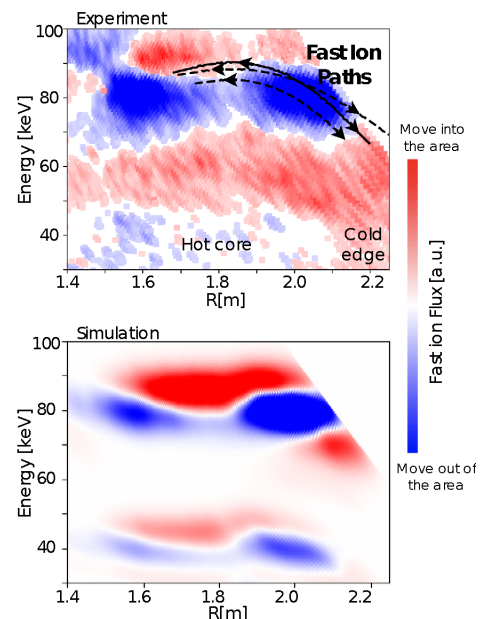 Experiment
100
80
60
40
Energy [keV]
Fast Ion
Paths
Hot core
Cold
edge
1.4
1.6
1.8
2.0
2.2
R[m]
Move into
the area
Fast Ion Flux [a.u.]
Move out of
the area
Simulation
100
80
60
40
Energy [keV]
1.4
1.6
1.8
2.0
2.2
R[m]